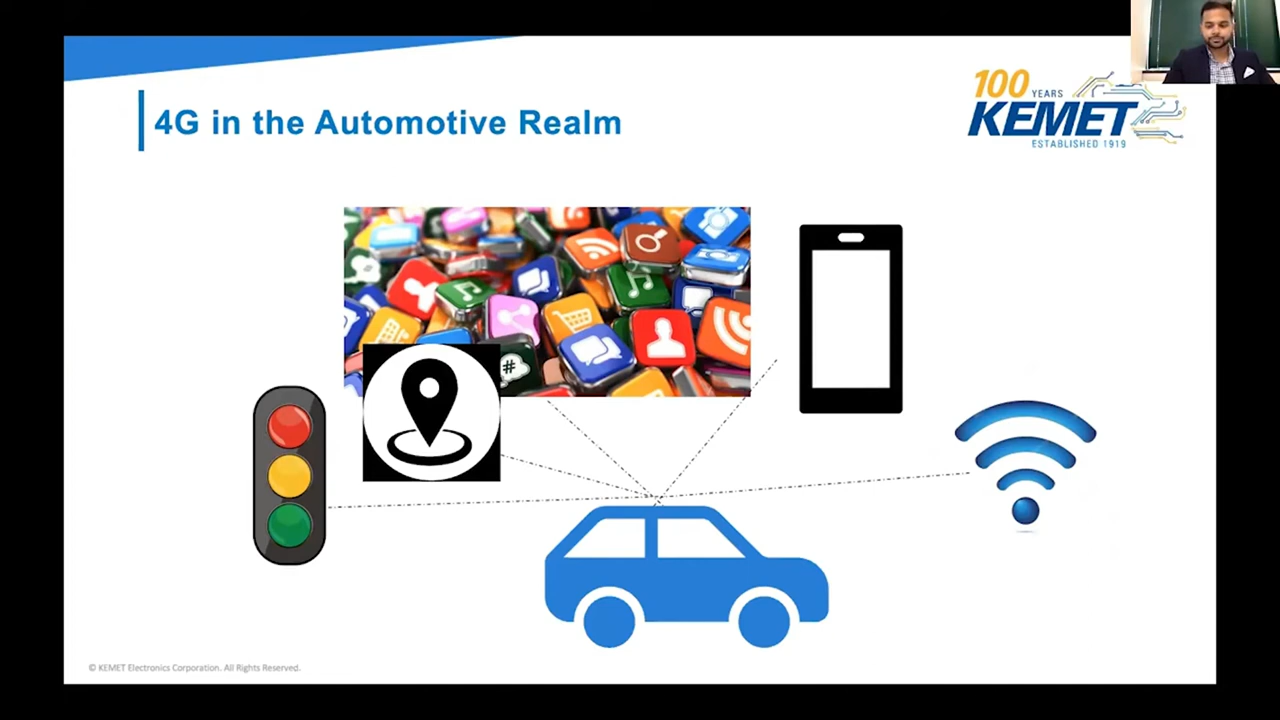 4G in the Automotive Realm
100 YEARS
KEMET
ESTABLISHED 1919
#
© KEMET Electronics Corporation. All Rights Reserved.